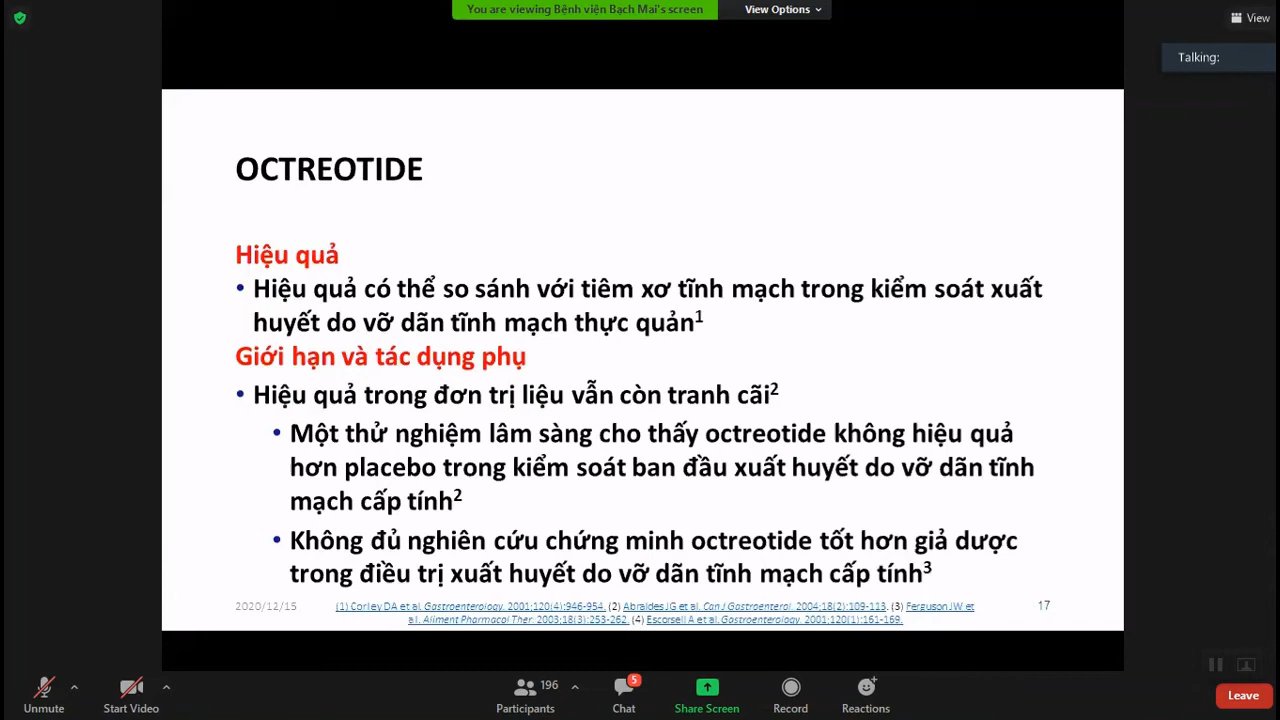 You are viewing Bệnh viện Bạch Mai's screen
View Options
View
Talking:
OCTREOTIDE
Hiệu quả
• Hiệu quả có thể so sánh với tiêm xơ tĩnh mạch trong kiểm soát xuất
huyết do vỡ dãn tĩnh mạch thực quản1
Giới hạn và tác dụng phụ
• Hiệu quả trong đơn trị liệu vẫn còn tranh cãi2
• Một thử nghiệm lâm sàng cho thấy octreotide không hiệu quả
hơn placebo trong kiểm soát ban đầu xuất huyết do vỡ dãn tĩnh
mạch cấp tính2
• Không đủ nghiên cứu chứng minh octreotide tốt hơn giả dược
trong điều trị xuất huyết do vỡ dãn tĩnh mạch cấp tính3
2020/12/15
(1) Corley DA et al. Gastroenterology. 2001;120(4):946-954. (2) Abraldes JG et al. Can J Gastroenterol. 2004;18(2):109-113. (3) Ferguson JW et
al. Aliment Pharmacol Ther. 2003;18(3):253-262. (4) Escorsell A et al. Gastroenterology. 2001;120(1):161-169.
17
Unmute
Start Video
196
Participants
5
Chat
Share Screen
Record
Reactions
Leave